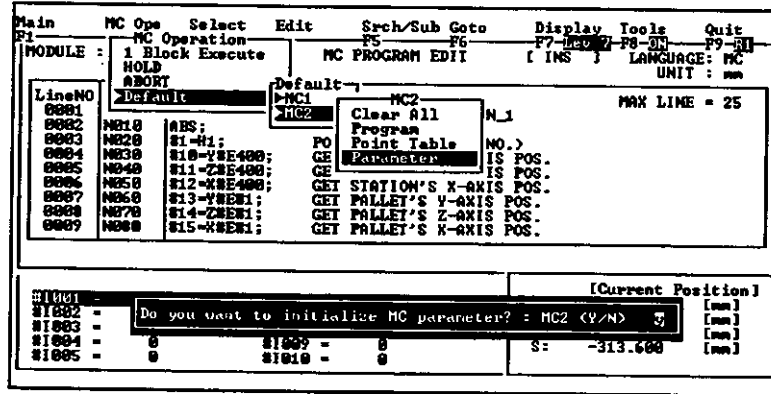 Main MC Ope Select Edit Srch/Sub Goto Display Tools Quit
F1 MC Operation F5 F6 F7-Lev 7 F8-ON F9-R1
MODULE : 1 Block Execute MC PROGRAM EDIT [ INS ] LANGUAGE: MC
HOLD UNIT : mm
ABORT Default
LineNO Default MC1 MC2 MAX LINE = 25
0001 MC2 Clear All N_1
0002 N010 ABS; Program
0003 N020 #1=H1; PO Point Table NO.)
0004 N030 #10=Y#E400; GE Parameter IS POS.
0005 N040 #11=Z#E400; GE IS POS.
0006 N050 #12=X#E400; GET STATION'S X-AXIS POS.
0007 N060 #13=Y#E#1; GET PALLET'S Y-AXIS POS.
0008 N070 #14=Z#E#1; GET PALLET'S Z-AXIS POS.
0009 N080 #15=X#E#1; GET PALLET'S X-AXIS POS.
[Current Position]
#I001 =
#I002 = [mm]
Do you want to initialize MC parameter? : MC2 (Y/N) y
#I003 = [mm]
#I004 = 0 #I009 = 0 S: -313.600 [mm]
#I005 = 0 #I010 = 0